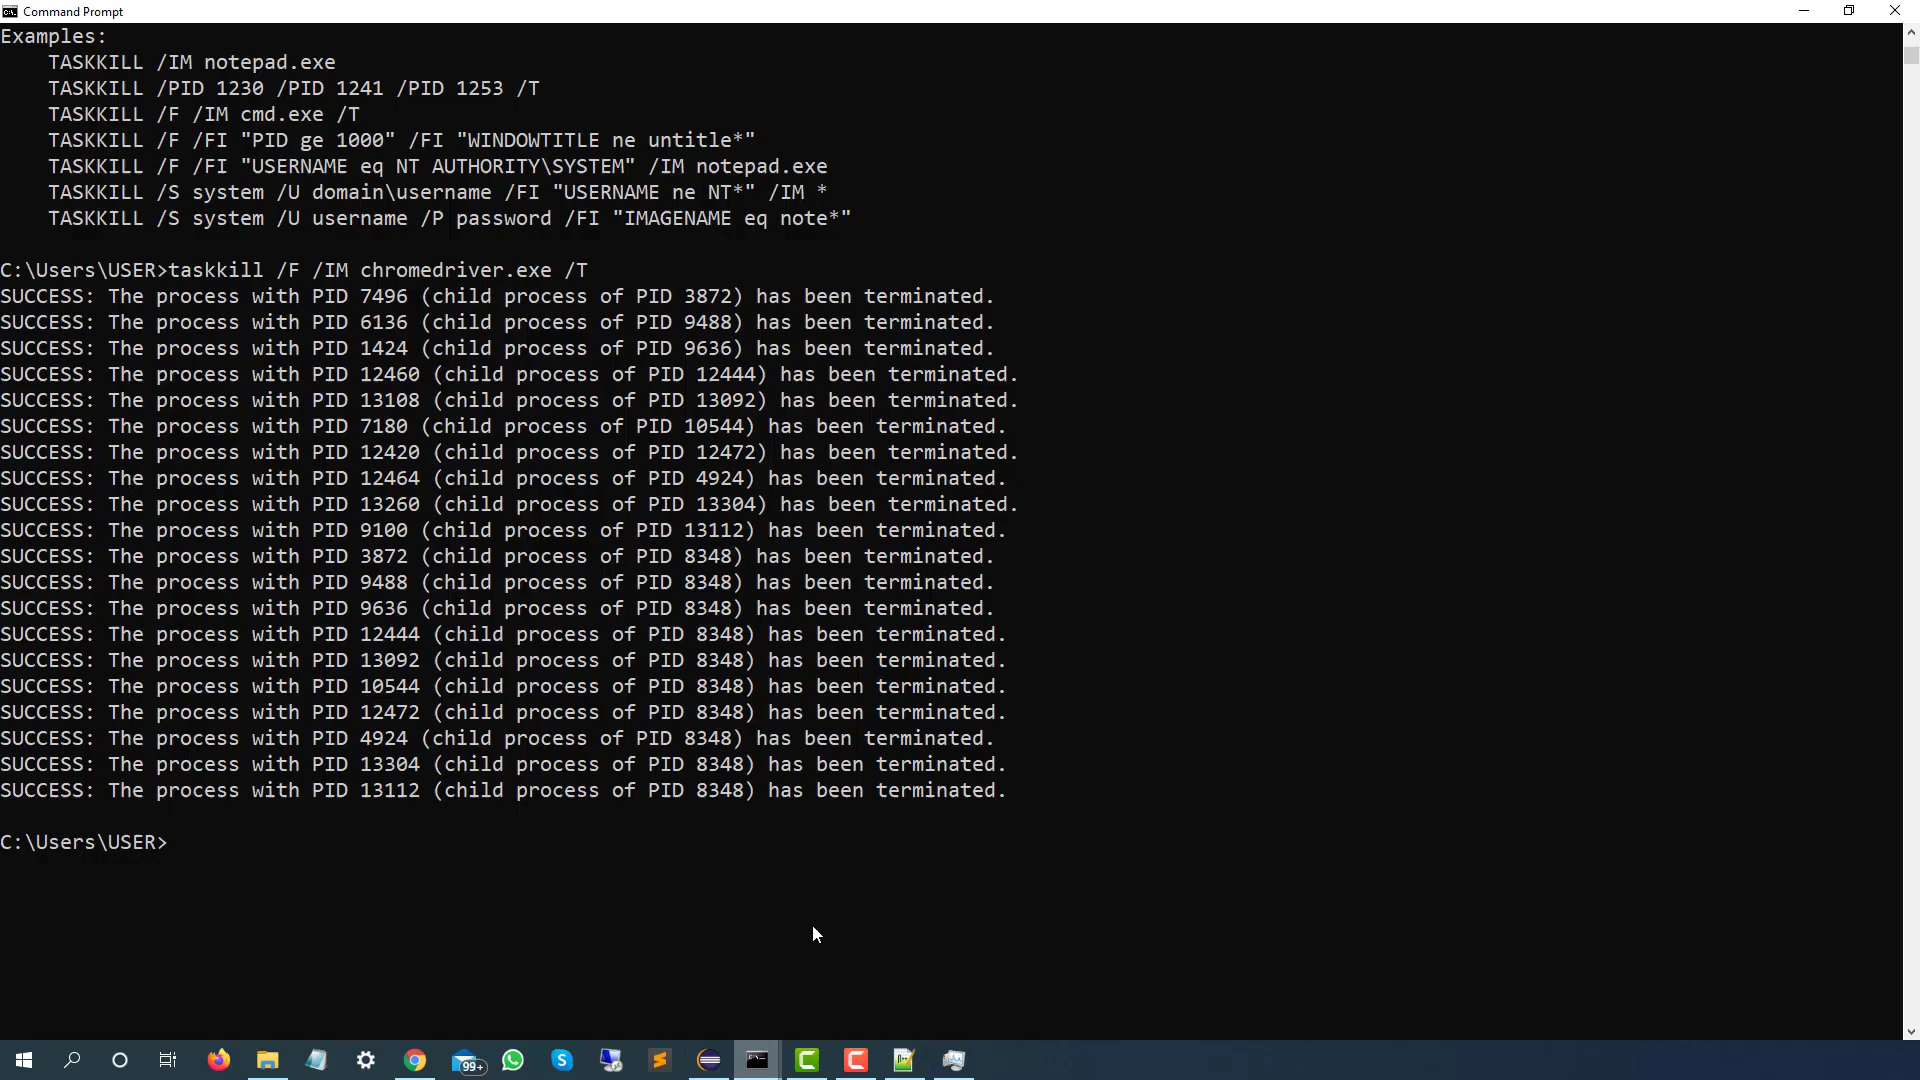 Command Prompt
Examples:
TASKKILL /IM notepad.exe
TASKKILL /PID 1230 /PID 1241 /PID 1253 /T
TASKKILL /F /IM cmd.exe /T
TASKKILL /F /FI "PID ge 1000" /FI "WINDOWTITLE ne untitle*"
TASKKILL /F /FI "USERNAME eq NT AUTHORITY\SYSTEM" /IM notepad.exe
TASKKILL /S system /U domain\username /FI "USERNAME ne NT*" /IM *
TASKKILL /S system /U username /P password /FI "IMAGENAME eq note*"
C:\Users\USER>taskkill /F /IM chromedriver.exe /T
SUCCESS: The process with PID 7496 (child process of PID 3872) has been terminated.
SUCCESS: The process with PID 6136 (child process of PID 9488) has been terminated.
SUCCESS: The process with PID 1424 (child process of PID 9636) has been terminated.
SUCCESS: The process with PID 12460 (child process of PID 12444) has been terminated.
SUCCESS: The process with PID 13108 (child process of PID 13092) has been terminated.
SUCCESS: The process with PID 7180 (child process of PID 10544) has been terminated.
SUCCESS: The process with PID 12420 (child process of PID 12472) has been terminated.
SUCCESS: The process with PID 12464 (child process of PID 4924) has been terminated.
SUCCESS: The process with PID 13260 (child process of PID 13304) has been terminated.
SUCCESS: The process with PID 9100 (child process of PID 13112) has been terminated.
SUCCESS: The process with PID 3872 (child process of PID 8348) has been terminated.
SUCCESS: The process with PID 9488 (child process of PID 8348) has been terminated.
SUCCESS: The process with PID 9636 (child process of PID 8348) has been terminated.
SUCCESS: The process with PID 12444 (child process of PID 8348) has been terminated.
SUCCESS: The process with PID 13092 (child process of PID 8348) has been terminated.
SUCCESS: The process with PID 10544 (child process of PID 8348) has been terminated.
SUCCESS: The process with PID 12472 (child process of PID 8348) has been terminated.
SUCCESS: The process with PID 4924 (child process of PID 8348) has been terminated.
SUCCESS: The process with PID 13304 (child process of PID 8348) has been terminated.
SUCCESS: The process with PID 13112 (child process of PID 8348) has been terminated.
C:\Users\USER>
99+